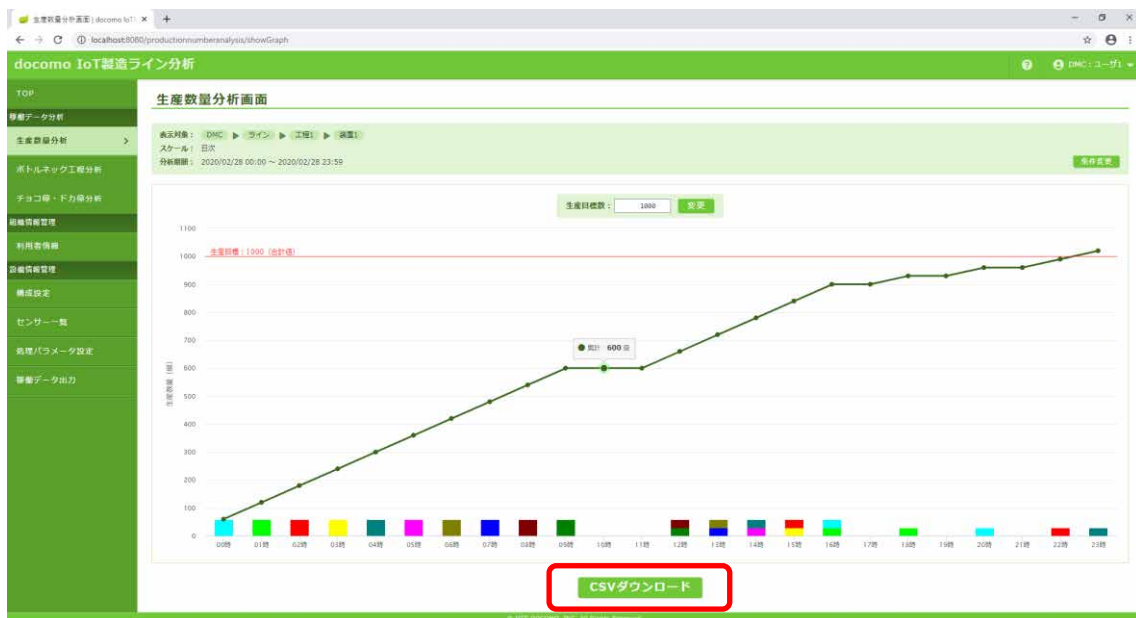 生産数量分析画面 | docomo IoT
localhost:8080/productionnumberanalysis/showGraph
docomo IoT製造ライン分析
DMC:ユーザ1
TOP
稼働データ分析
生産数量分析
ボトルネック工程分析
チョコ停・ドカ停分析
組織情報管理
利用者情報
設備情報管理
構成設定
センサー一覧
処理パラメータ設定
稼働データ出力
生産数量分析画面
表示対象: DMC ▶ ライン ▶ 工程1 ▶ 装置1
スケール: 日次
分析期間: 2020/02/28 00:00 ~ 2020/02/28 23:59
条件変更
生産目標数: 1000 変更
生産数量(個)
1100
1000
900
800
700
600
500
400
300
200
100
0
生産目標:1000 (合計値)
累計 600 個
00時 01時 02時 03時 04時 05時 06時 07時 08時 09時 10時 11時 12時 13時 14時 15時 16時 17時 18時 19時 20時 21時 22時 23時
CSVダウンロード